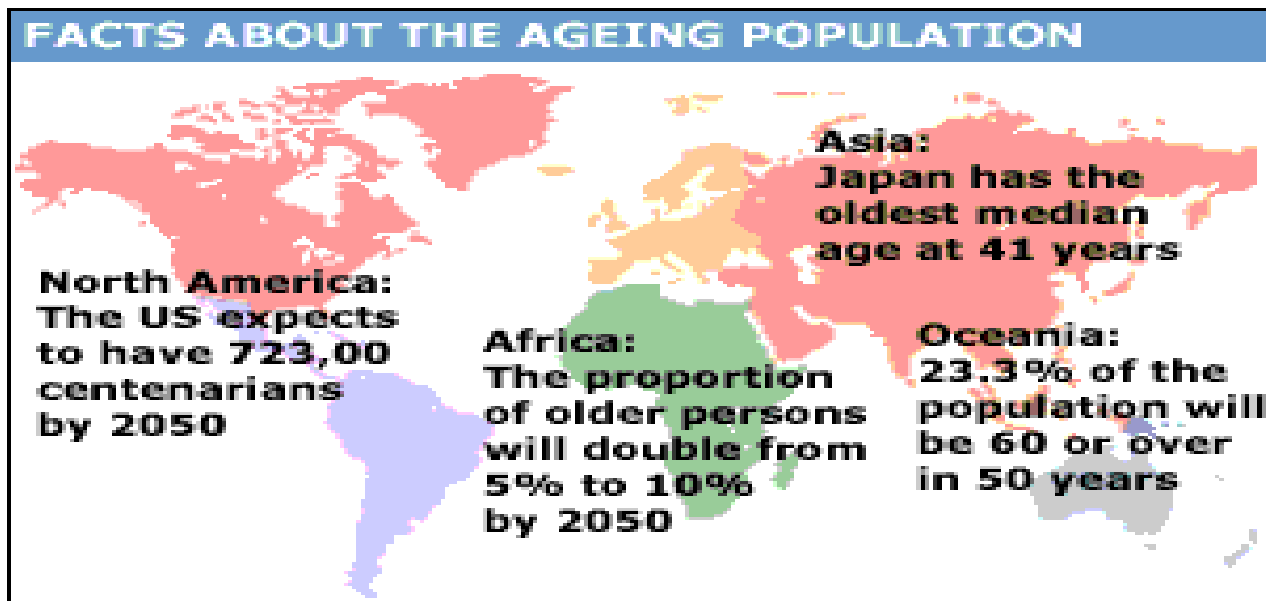 FACTS ABOUT THE AGEING POPULATION
Asia:
Japan has the
oldest median
age at 41 years
North America:
The US expects
to have 723,00
centenarians
by 2050
Africa:
The proportion
of older persons
will double from
5% to 10%
by 2050
Oceania:
23.3% of the
population will
be 60 or over
in 50 years